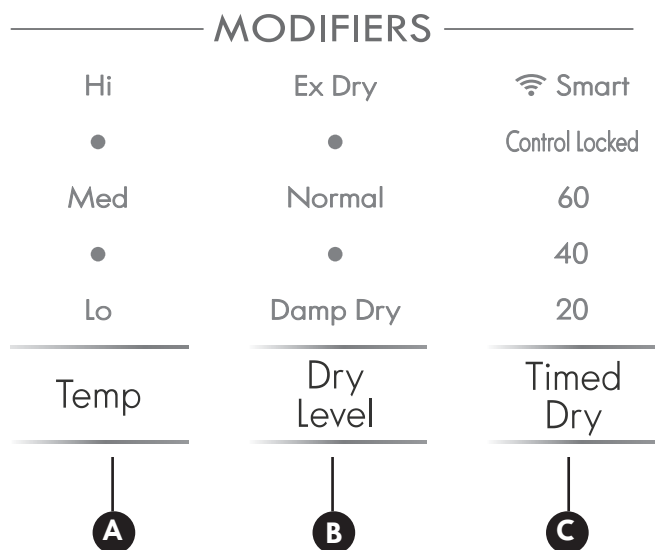 MODIFIERS
Hi Ex Dry Smart
Control Locked
Med Normal 60
40
Lo Damp Dry 20
Temp Dry Level Timed Dry
A B C